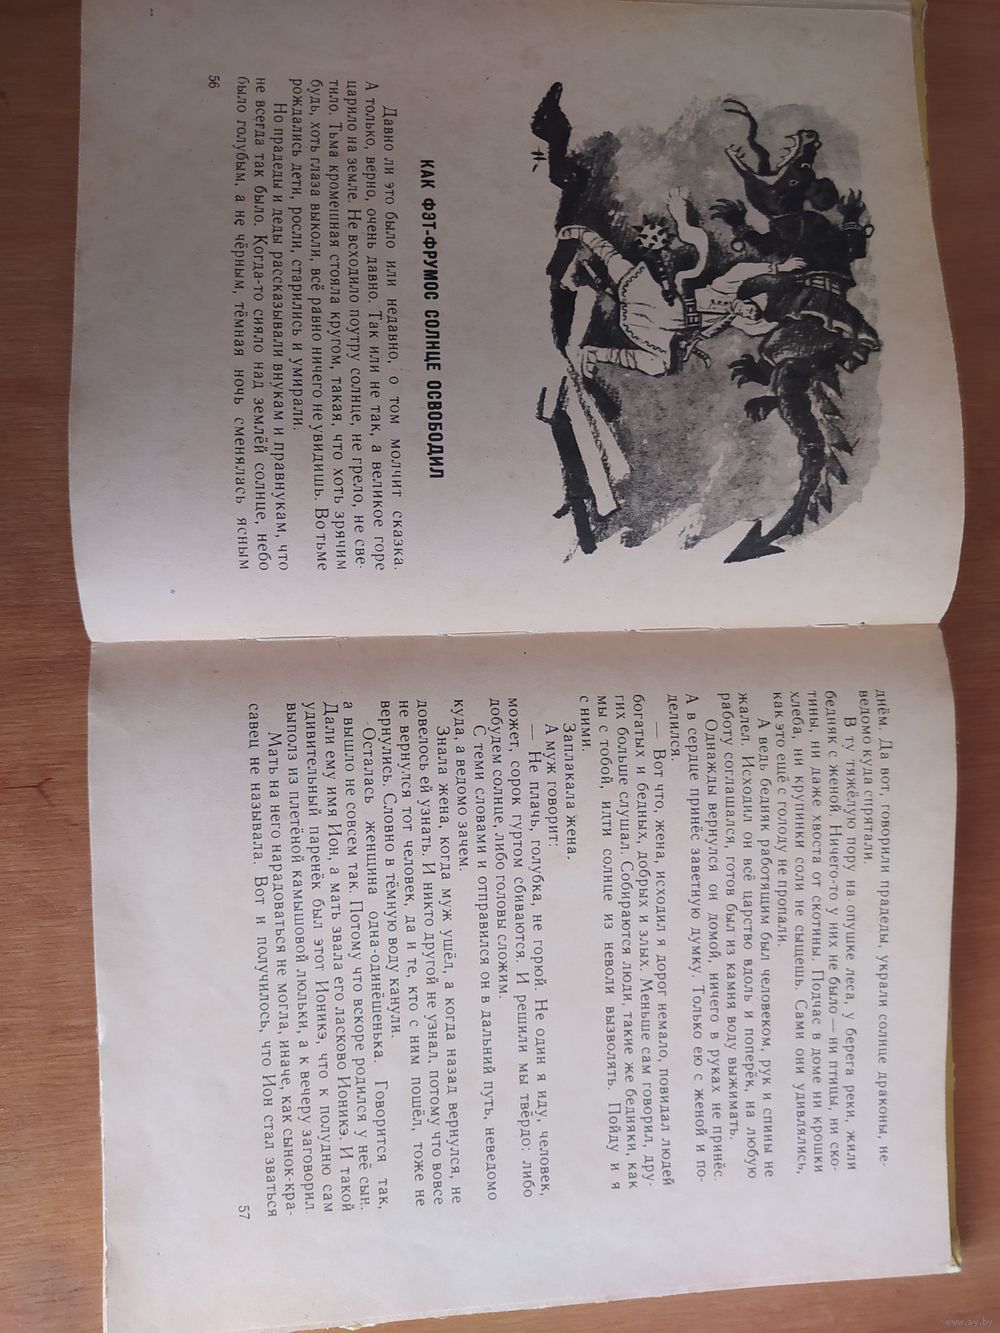 КАК ФЭТ-ФРУМОС СОЛНЦЕ ОСВОБОДИЛ
Давно ли это было или недавно, о том молчит сказка.
А только, верно, очень давно. Так или не так, а великое горе
царило на земле. Не всходило поутру солнце, не грело, не све-
тило. Тьма кромешная стояла кругом, такая, что хоть зрячим
будь, хоть глаза выколи, всё равно ничего не увидишь. Во тьме
рождались дети, росли, старились и умирали.
Но прадеды и деды рассказывали внукам и правнукам, что
не всегда так было. Когда-то сияло над землёй солнце, небо
было голубым, а не чёрным, тёмная ночь сменялась ясным
56
днём. Да вот, говорили прадеды, украли солнце драконы, не-
ведомо куда спрятали.
В ту тяжёлую пору на опушке леса, у берега реки, жили
бедняк с женой. Ничего-то у них не было — ни птицы, ни ско-
тины, ни даже хвоста от скотины. Подчас в доме ни крошки
хлеба, ни крупинки соли не сыщешь. Сами они удивлялись,
как это ещё с голоду не пропали.
А ведь бедняк работящим был человеком, рук и спины не
жалел. Исходил он всё царство вдоль и поперёк, на любую
работу соглашался, готов был из камня воду выжимать.
Однажды вернулся он домой, ничего в руках не принёс.
А в сердце принёс заветную думку. Только ею с женой и по-
делился.
— Вот что, жена, исходил я дорог немало, повидал людей
богатых и бедных, добрых и злых. Меньше сам говорил, дру-
гих больше слушал. Собираются люди, такие же бедняки, как
мы с тобой, идти солнце из неволи вызволять. Пойду и я
с ними.
Заплакала жена.
А муж говорит:
— Не плачь, голубка, не горюй. Не один я иду, человек,
может, сорок гуртом сбиваются. И решили мы твёрдо: либо
добудем солнце, либо головы сложим.
С теми словами и отправился он в дальний путь, неведомо
куда, а ведомо зачем.
Знала жена, когда муж ушёл, а когда назад вернулся, не
довелось ей узнать. И никто другой не узнал, потому что вовсе
не вернулся тот человек, да и те, кто с ним пошёл, тоже не
вернулись. Словно в тёмную воду канули.
Осталась женщина одна-одинёшенька. Говорится так,
а вышло не совсем так. Потому что вскоре родился у неё сын.
Дали ему имя Ион, а мать звала его ласково Ионикэ. И такой
удивительный паренёк был этот Ионикэ, что к полудню сам
выполз из плетёной камышовой люльки, а к вечеру заговорил.
Мать на него нарадоваться не могла, иначе, как сынок-кра-
савец не называла. Вот и получилось, что Ион стал зваться
57
www.ay.by